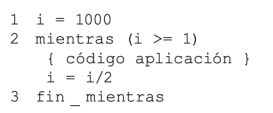 1 i = 1000
2 mientras (i >= 1)
{ código aplicación }
i = i/2
3 fin_mientras